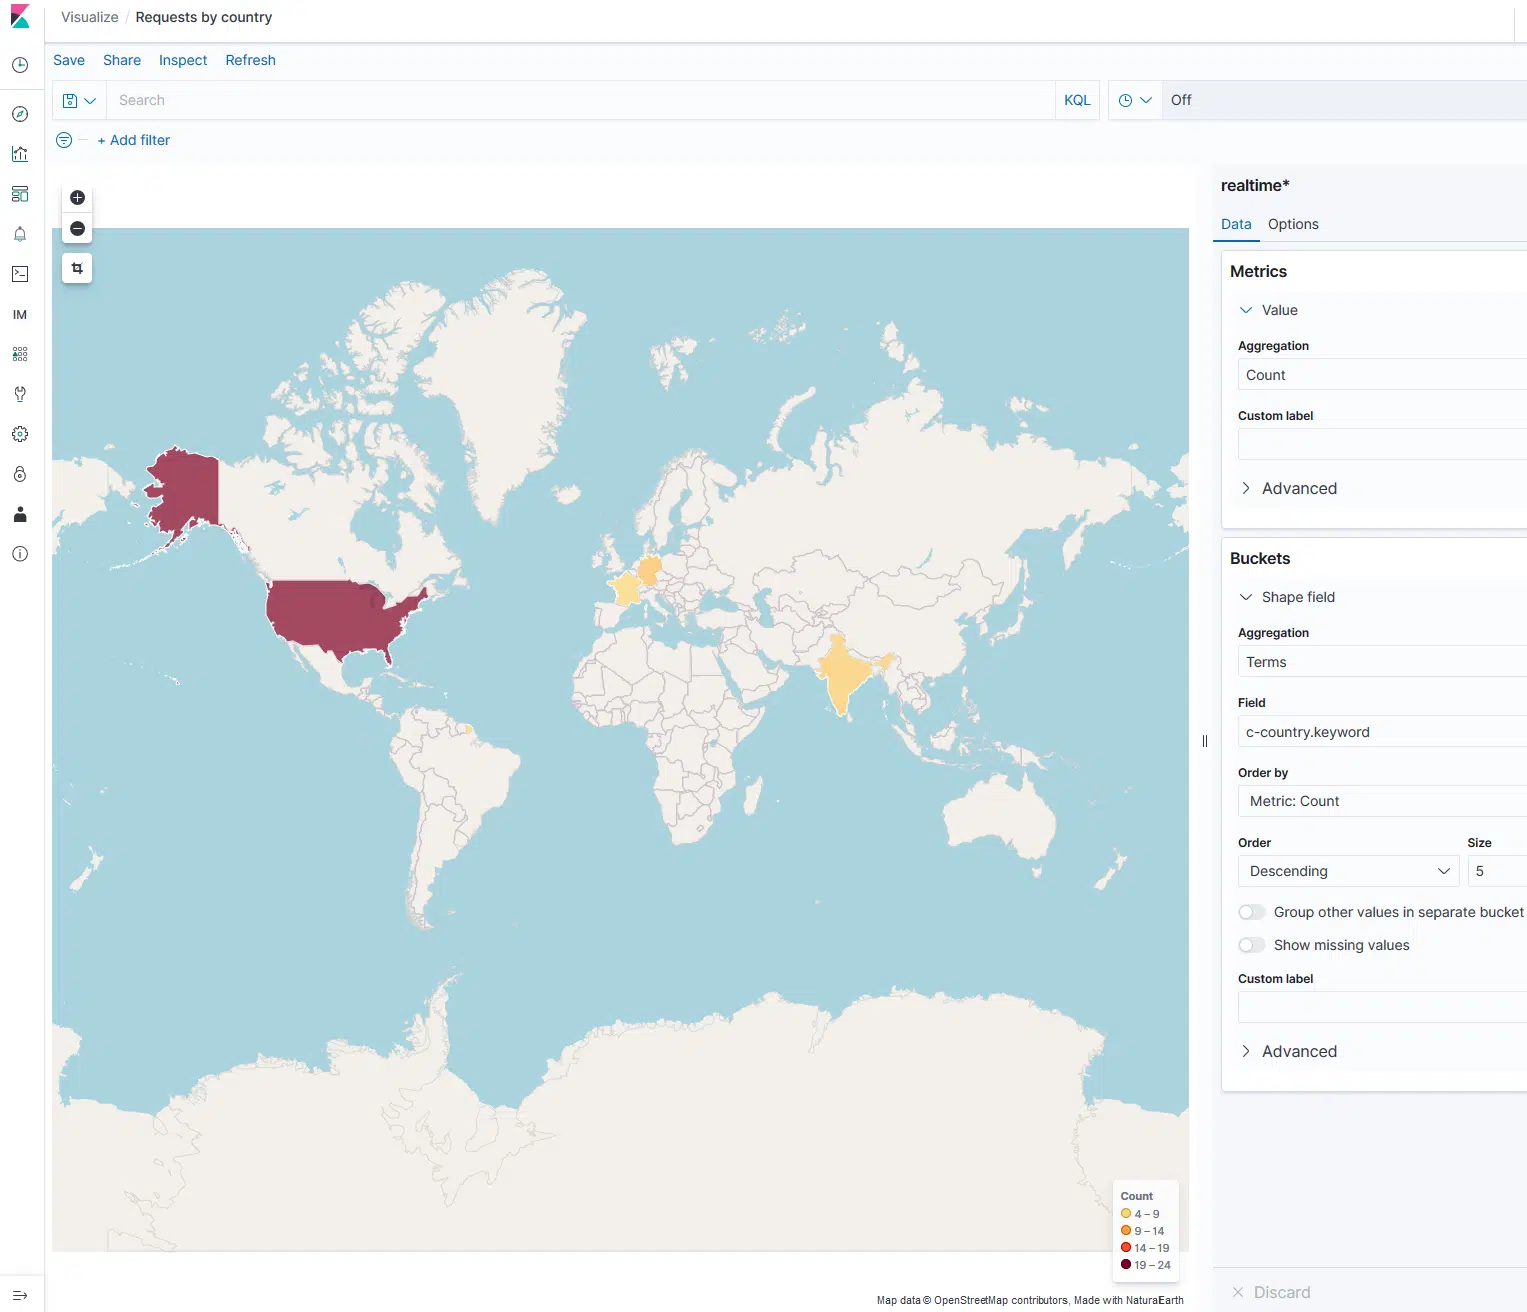 Visualize / Requests by country
Save Share Inspect Refresh
Search KQL Off
+ Add filter
IM
realtime*
Data Options
Metrics
Value
Aggregation
Count
Custom label
Advanced
Buckets
Shape field
Aggregation
Terms
Field
c-country.keyword
Order by
Metric: Count
Order Size
Descending 5
Group other values in separate bucket
Show missing values
Custom label
Advanced
Count
4 – 9
9 – 14
14 – 19
19 – 24
Map data © OpenStreetMap contributors, Made with NaturalEarth
Discard